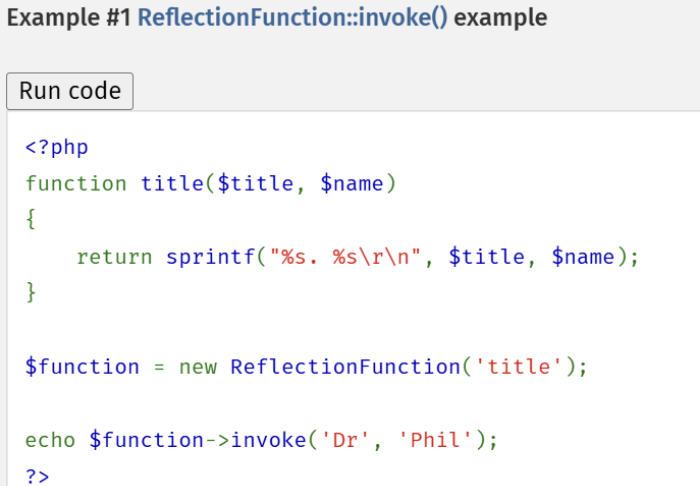 Example #1 ReflectionFunction::invoke() example
Run code
<?php
function title($title, $name)
{
    return sprintf("%s. %s\r\n", $title, $name);
}
$function = new ReflectionFunction('title');
echo $function->invoke('Dr', 'Phil');
?>